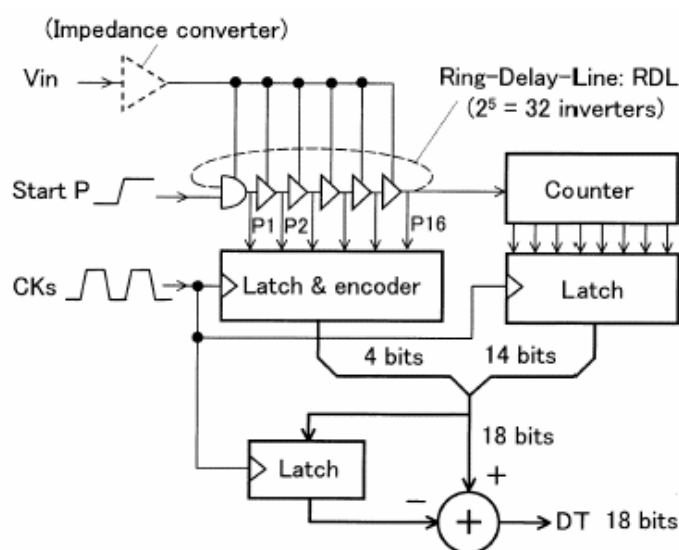 (Impedance converter)
Vin
Ring-Delay-Line: RDL
(2⁵ = 32 inverters)
Start P
Counter
P1
P2
P16
CKs
Latch & encoder
Latch
4 bits
14 bits
18 bits
Latch
+
−
+
DT 18 bits